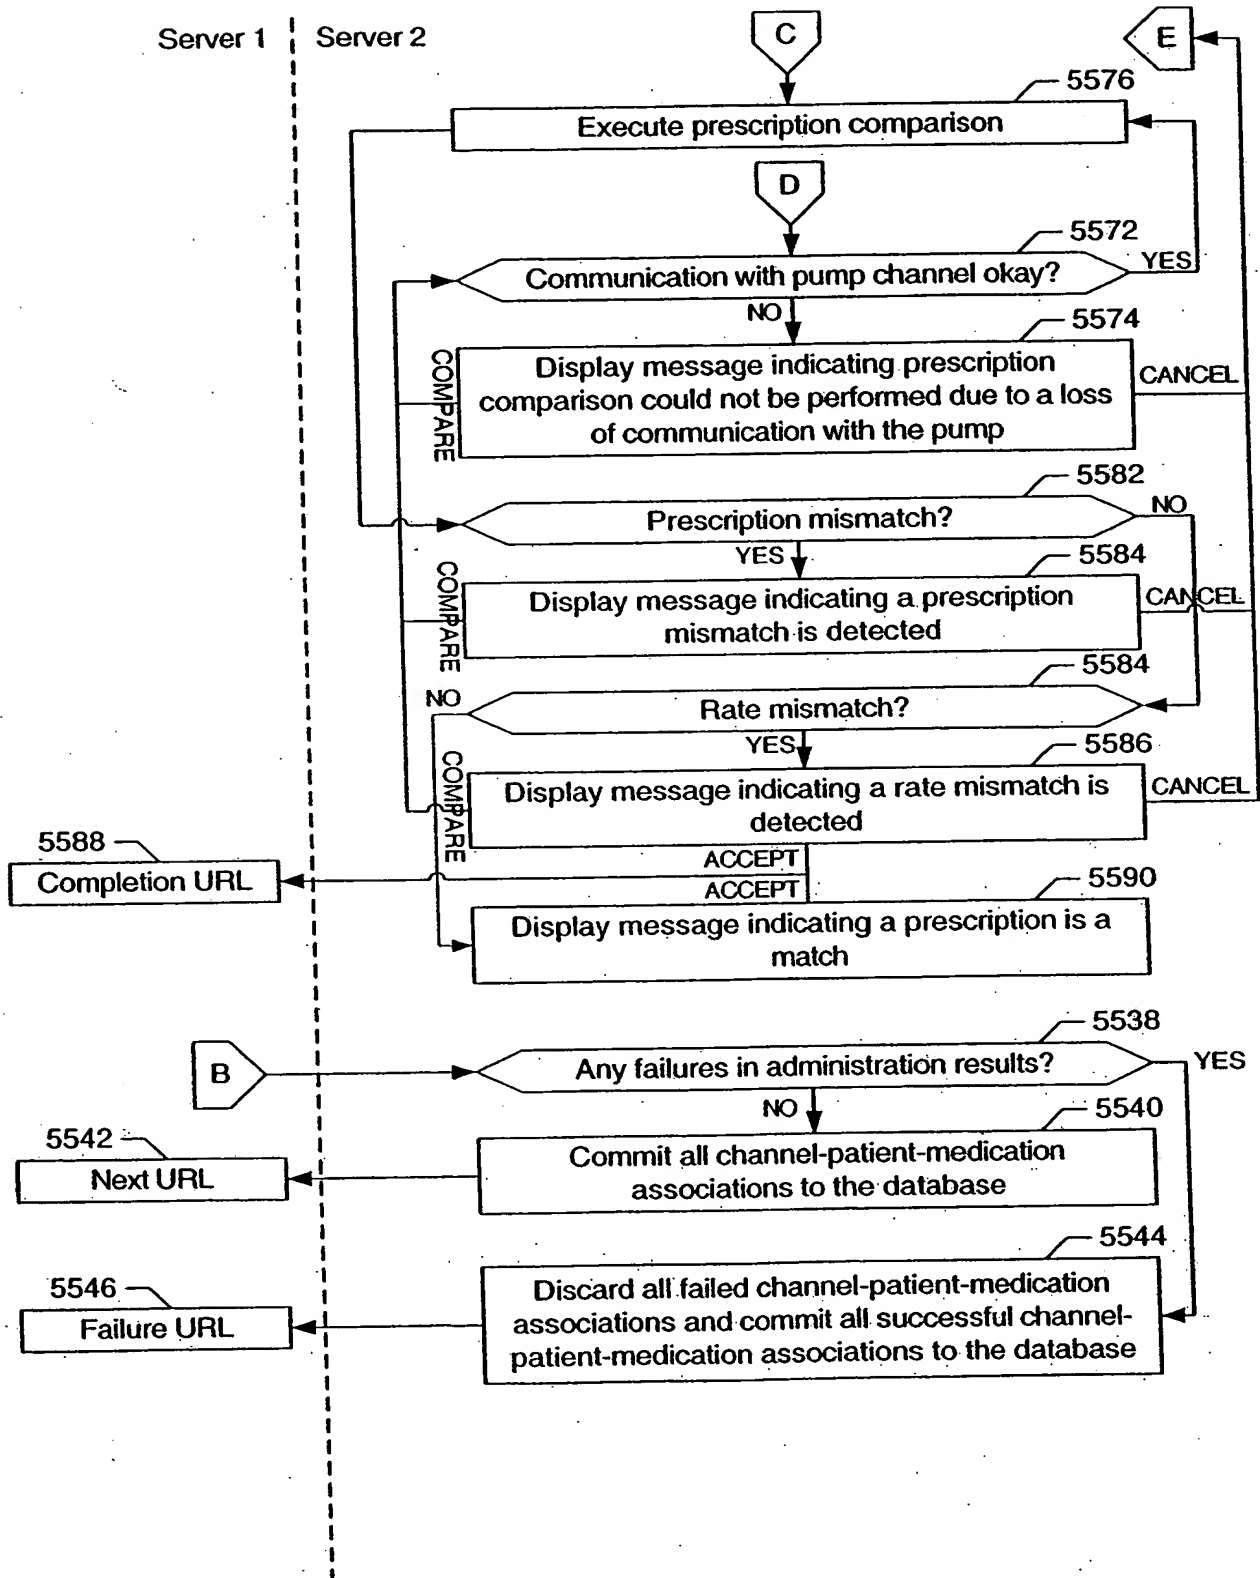 Server 1
Server 2
C
E
5576
Execute prescription comparison
D
5572
Communication with pump channel okay?
YES
NO
5574
Display message indicating prescription
comparison could not be performed due to a loss
of communication with the pump
COMPARE
CANCEL
5582
Prescription mismatch?
NO
YES
5584
Display message indicating a prescription
mismatch is detected
COMPARE
CANCEL
5584
NO
Rate mismatch?
YES
5586
Display message indicating a rate mismatch is
detected
COMPARE
CANCEL
5588
Completion URL
ACCEPT
ACCEPT
5590
Display message indicating a prescription is a
match
5538
B
Any failures in administration results?
YES
NO
5540
5542
Next URL
Commit all channel-patient-medication
associations to the database
5544
5546
Failure URL
Discard all failed channel-patient-medication
associations and commit all successful channel-
patient-medication associations to the database